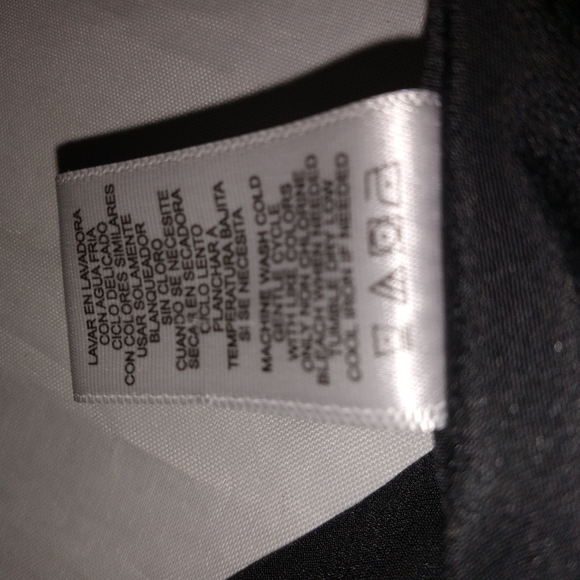 LAVAR EN LAVADORA
CON AGUA FRIA
CICLO DELICADO
CON COLORES SIMILARES
USAR SOLAMENTE
BLANQUEADOR
SIN CLORO
CUANDO SE NECESITE
SECAR EN SECADORA
CICLO LENTO
PLANCHAR A
TEMPERATURA BAJITA
SI SE NECESITA
MACHINE WASH COLD
GENTLE CYCLE
WITH LIKE COLORS
ONLY NON CHLORINE
BLEACH WHEN NEEDED
TUMBLE DRY LOW
COOL IRON IF NEEDED